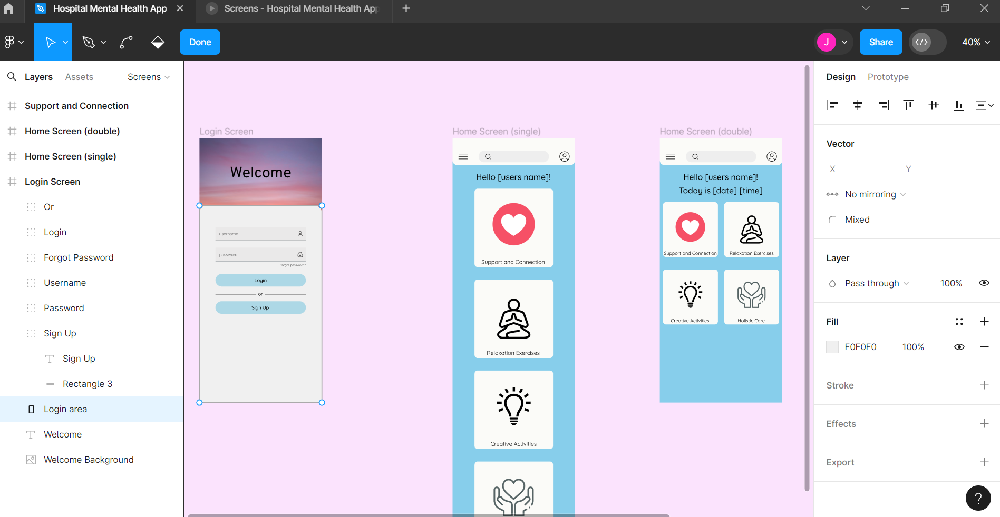 Hospital Mental Health App
Screens - Hospital Mental Health App
Done
J
Share
40%
Layers
Assets
Screens
Support and Connection
Home Screen (double)
Home Screen (single)
Login Screen
Or
Login
Forgot Password
Username
Password
Sign Up
Sign Up
Rectangle 3
Login area
Welcome
Welcome Background
Login Screen
Welcome
username
password
forgot password?
Login
or
Sign Up
Home Screen (single)
Hello [users name]!
Support and Connection
Relaxation Exercises
Creative Activities
Home Screen (double)
Hello [users name]!
Today is [date] [time]
Support and Connection
Relaxation Exercises
Creative Activities
Holistic Care
Design
Prototype
Vector
X
Y
No mirroring
Mixed
Layer
Pass through
100%
Fill
F0F0F0
100%
Stroke
Effects
Export
?